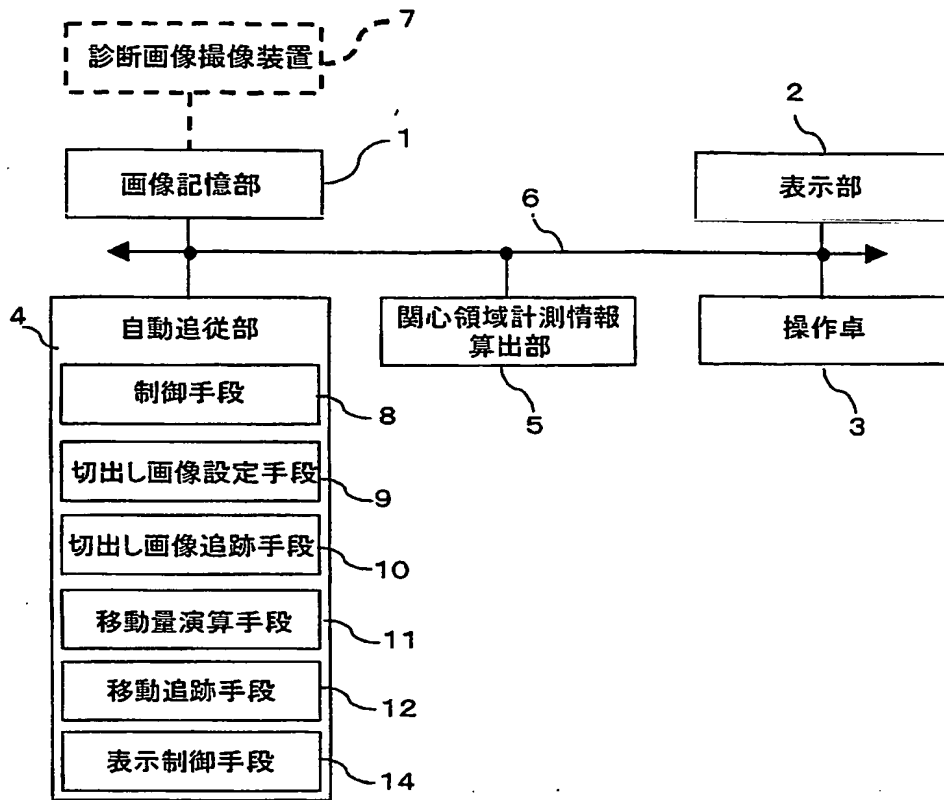 7
診断画像撮像装置
1
画像記憶部
2
表示部
6
4
自動追従部
制御手段
8
切出し画像設定手段
9
切出し画像追跡手段
10
移動量演算手段
11
移動追跡手段
12
表示制御手段
14
関心領域計測情報
算出部
5
操作卓
3